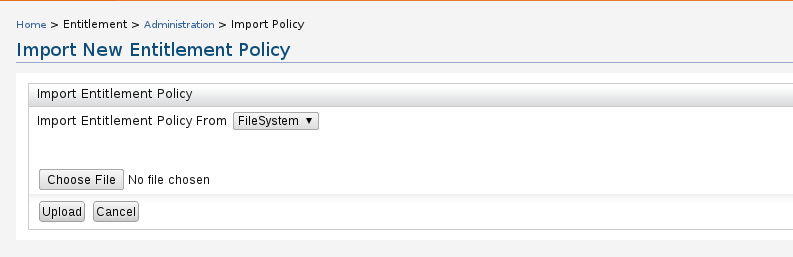 Home > Entitlement > Administration > Import Policy
Import New Entitlement Policy
Import Entitlement Policy
Import Entitlement Policy From FileSystem ▼
Choose File No file chosen
Upload Cancel